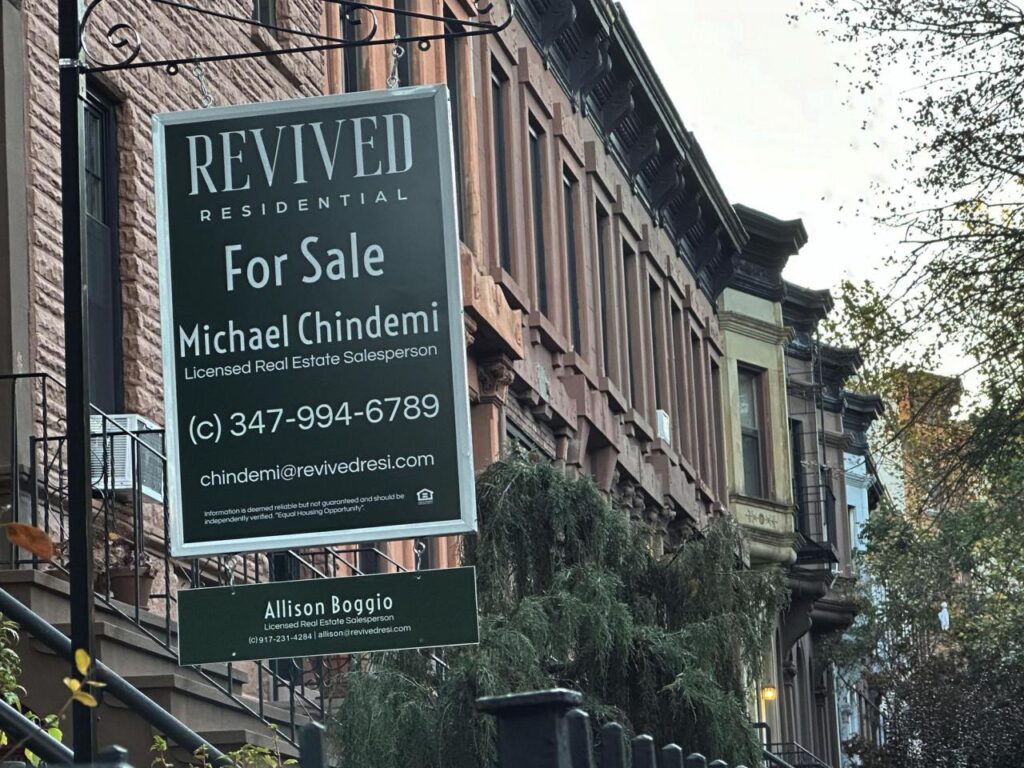 REVIVED
RESIDENTIAL
For Sale
Michael Chindemi
Licensed Real Estate Salesperson
(c) 347-994-6789
chindemi@revivedresi.com
Information is deemed reliable but not guaranteed and should be
independently verified. "Equal Housing Opportunity".
Allison Boggio
Licensed Real Estate Salesperson
(c) 917-231-4284 | allison@revivedresi.com